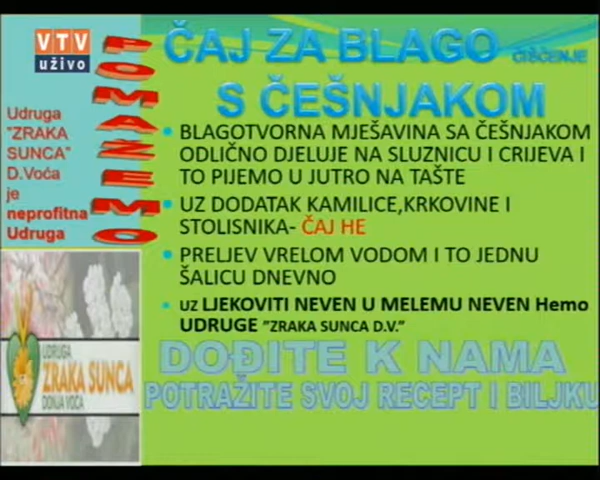 VTV
uživo
POMAŽEMO
Udruga
"ZRAKA
SUNCA"
D.Voća
je
neprofitna
Udruga
UDRUGA
ZRAKA SUNCA
DONJA VOĆA
ČAJ ZA BLAGO ČIŠĆENJE
S ČEŠNJAKOM
• BLAGOTVORNA MJEŠAVINA SA ČEŠNJAKOM
ODLIČNO DJELUJE NA SLUZNICU I CRIJEVA I
TO PIJEMO U JUTRO NA TAŠTE
• UZ DODATAK KAMILICE,KRKOVINE I
STOLISNIKA- ČAJ HE
• PRELJEV VRELOM VODOM I TO JEDNU
ŠALICU DNEVNO
• UZ LJEKOVITI NEVEN U MELEMU NEVEN Hemo
UDRUGE "ZRAKA SUNCA D.V."
DOĐITE K NAMA
POTRAŽITE SVOJ RECEPT I BILJKU